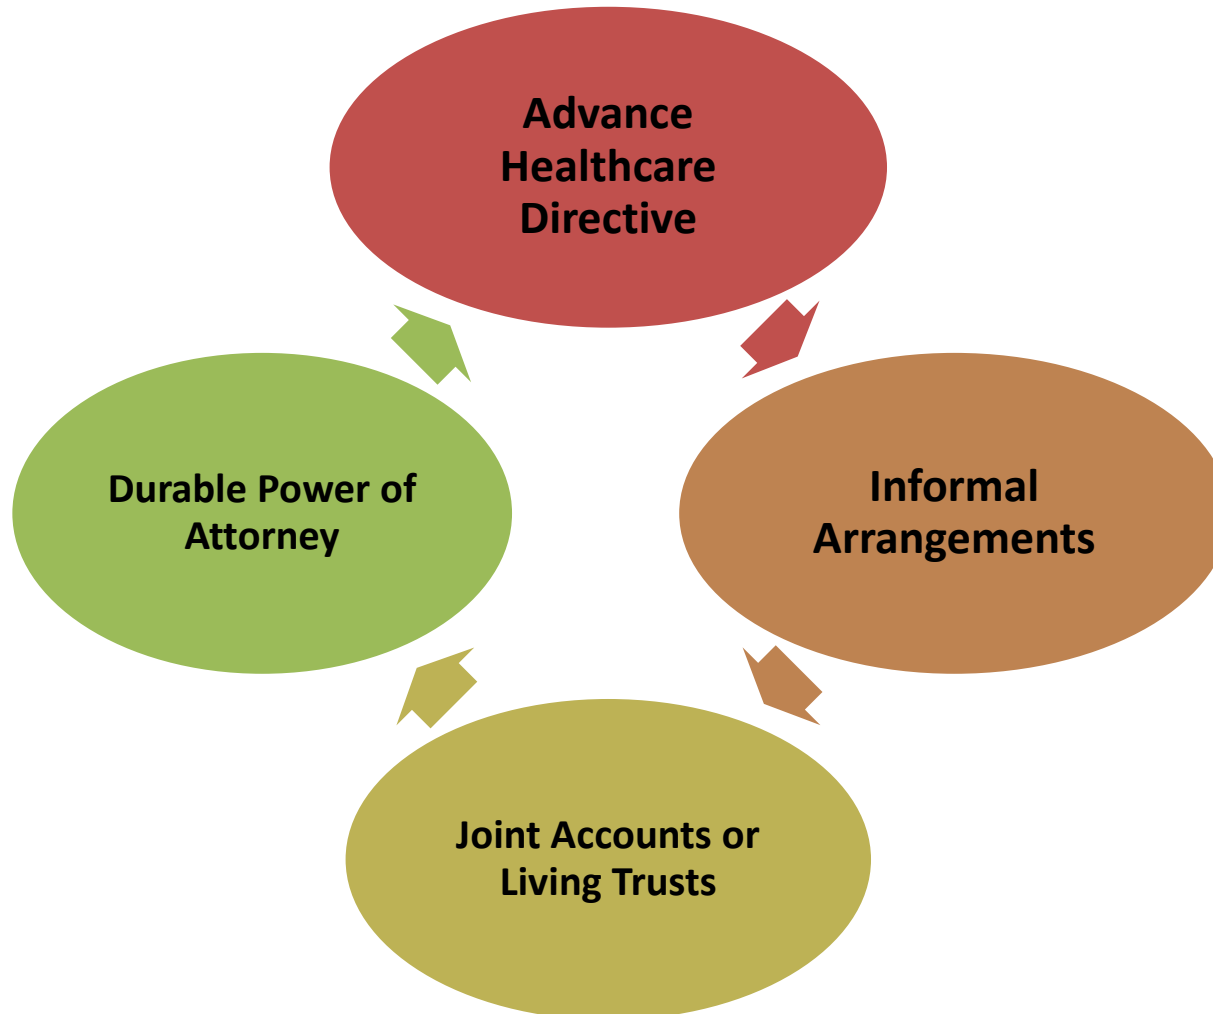 Advance
Healthcare
Directive
Durable Power of
Attorney
Informal
Arrangements
Joint Accounts or
Living Trusts